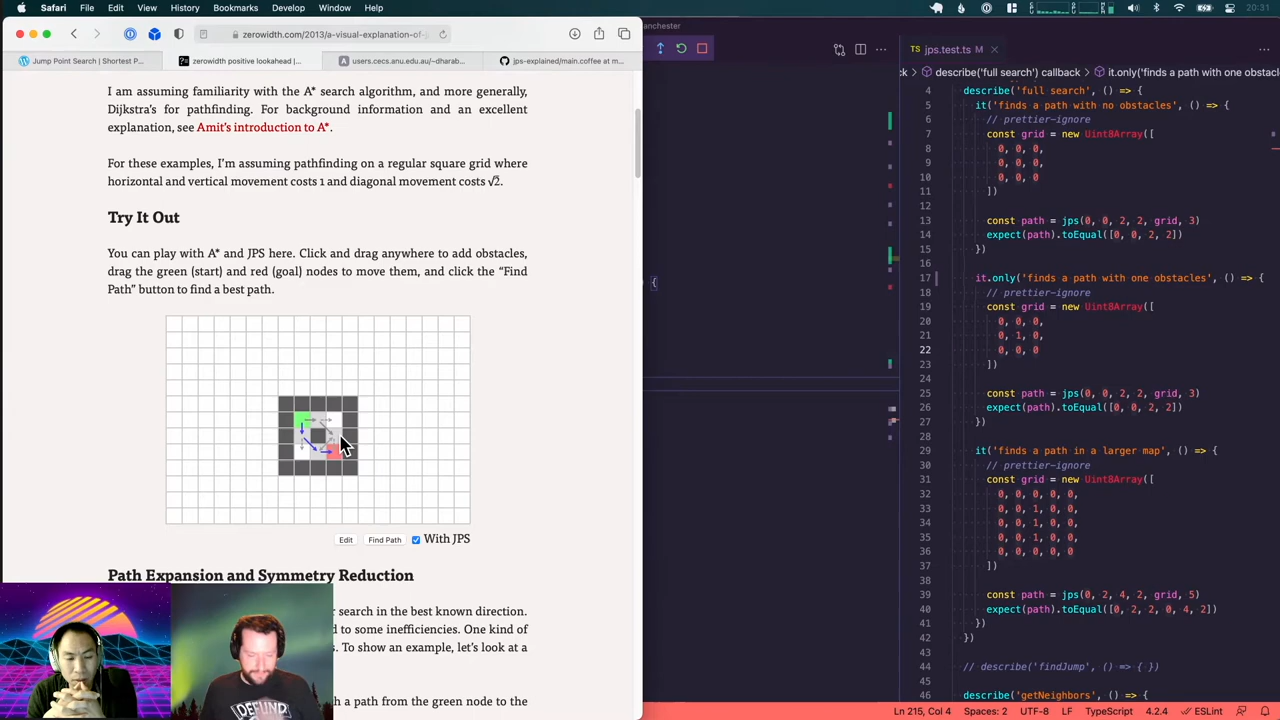 Safari File Edit View History Bookmarks Window Help
20:31
zerowidth.com/2013/a-visual-explanation-of-
anchester
Jump Point Search | Shortest P...
zerowidth positive lookahead |...
users.cecs.anu.edu.au/~dharab...
jps-explained/main.coffee at m...
TS jps.test.ts M
ck > describe('full search') callback > it.only('finds a path with one obsta
I am assuming familiarity with the A* search algorithm, and more generally,
Dijkstra's for pathfinding. For background information and an excellent
explanation, see Amit's introduction to A*.
For these examples, I'm assuming pathfinding on a regular square grid where
horizontal and vertical movement costs 1 and diagonal movement costs √2.
Try It Out
You can play with A* and JPS here. Click and drag anywhere to add obstacles,
drag the green (start) and red (goal) nodes to move them, and click the “Find
Path” button to find a best path.
Edit Find Path With JPS
Path Expansion and Symmetry Reduction
search in the best known direction.
d to some inefficiencies. One kind of
s. To show an example, let's look at a
h a path from the green node to the
DEFUND
{
4 describe('full search', () => {
5 it('finds a path with no obstacles', () => {
6 // prettier-ignore
7 const grid = new Uint8Array([
8 0, 0, 0,
9 0, 0, 0,
10 0, 0, 0
11 ])
12
13 const path = jps(0, 0, 2, 2, grid, 3)
14 expect(path).toEqual([0, 0, 2, 2])
15 })
16
17 it.only('finds a path with one obstacles', () => {
18 // prettier-ignore
19 const grid = new Uint8Array([
20 0, 0, 0,
21 0, 1, 0,
22 0, 0, 0
23 ])
24
25 const path = jps(0, 0, 2, 2, grid, 3)
26 expect(path).toEqual([0, 0, 2, 2])
27 })
28
29 it('finds a path in a larger map', () => {
30 // prettier-ignore
31 const grid = new Uint8Array([
32 0, 0, 0, 0, 0,
33 0, 0, 1, 0, 0,
34 0, 0, 1, 0, 0,
35 0, 0, 1, 0, 0,
36 0, 0, 0, 0, 0
37 ])
38
39 const path = jps(0, 2, 4, 2, grid, 5)
40 expect(path).toEqual([0, 2, 2, 0, 4, 2])
41 })
42 })
44 // describe('findJump', () => { })
45
46 describe('getNeighbors', () => {
Ln 215, Col 4 Spaces: 2 UTF-8 LF TypeScript 4.2.4 ESLint